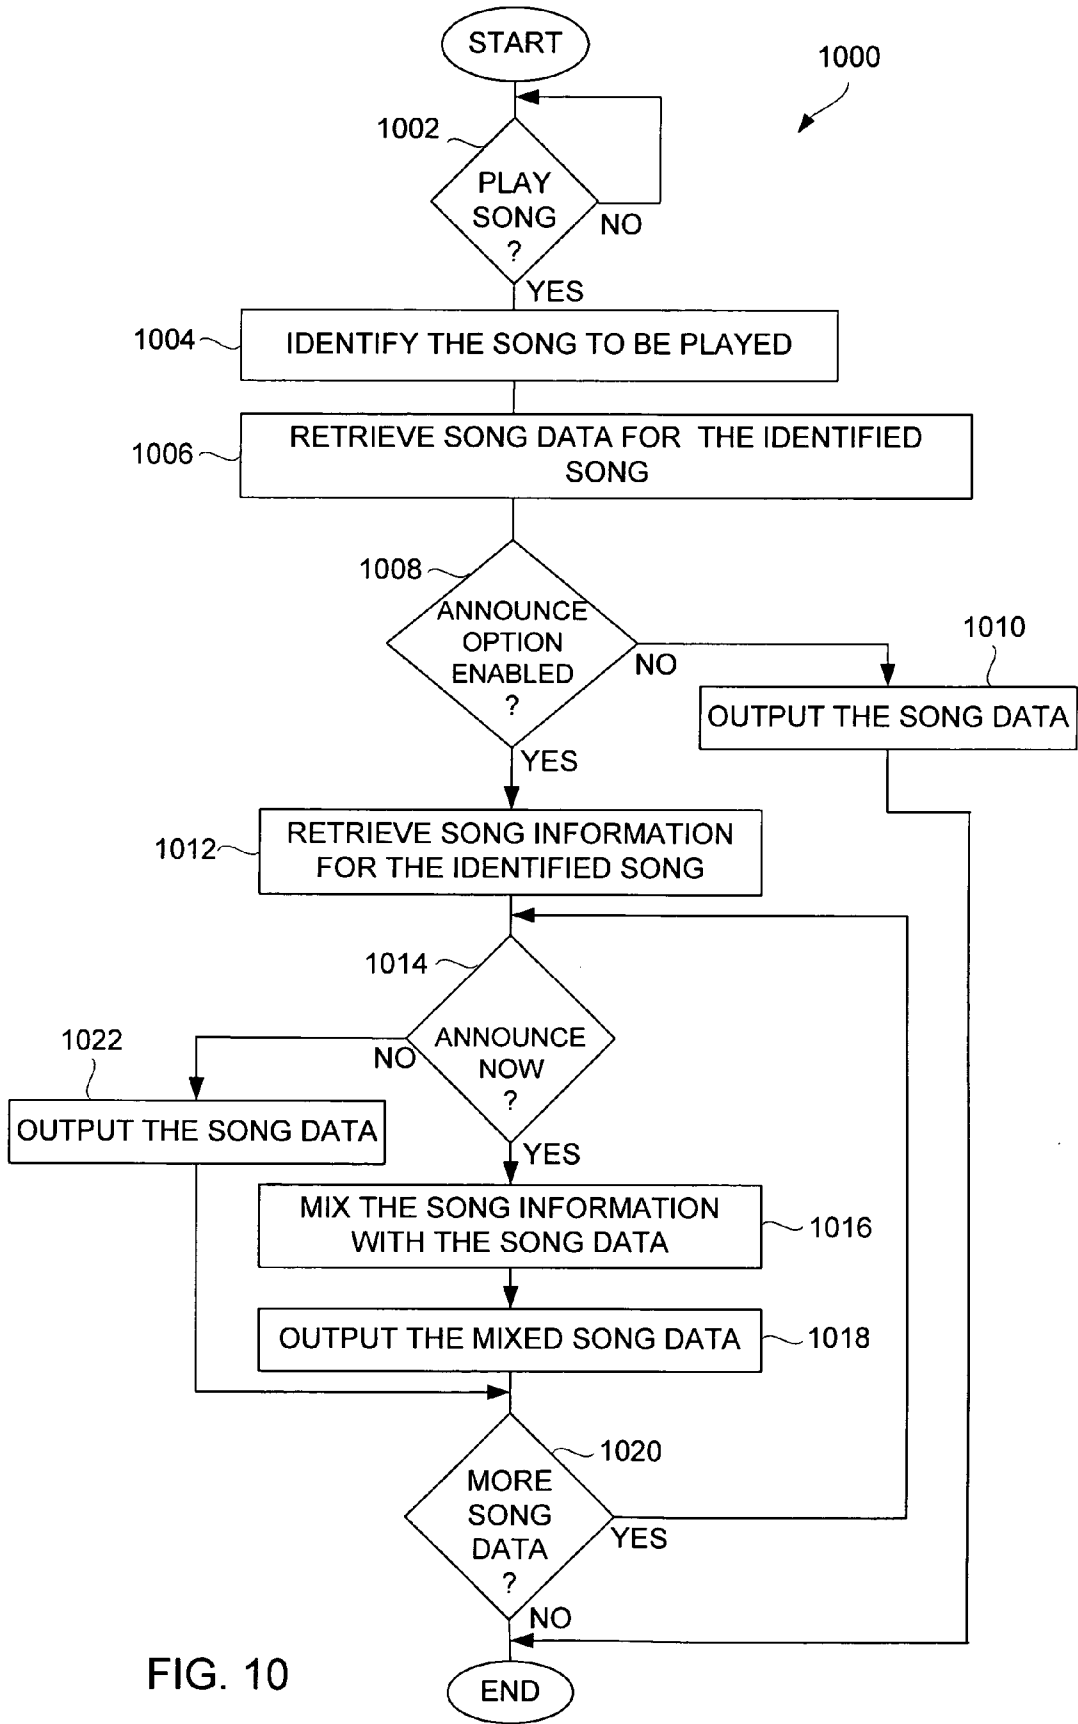 START
1000
1002
PLAY
SONG
?
NO
YES
1004
IDENTIFY THE SONG TO BE PLAYED
1006
RETRIEVE SONG DATA FOR THE IDENTIFIED
SONG
1008
ANNOUNCE
OPTION
ENABLED
?
NO
1010
OUTPUT THE SONG DATA
YES
1012
RETRIEVE SONG INFORMATION
FOR THE IDENTIFIED SONG
1014
ANNOUNCE
NOW
?
NO
1022
OUTPUT THE SONG DATA
YES
MIX THE SONG INFORMATION
WITH THE SONG DATA
1016
OUTPUT THE MIXED SONG DATA
1018
1020
MORE
SONG
DATA
?
YES
NO
END
FIG. 10